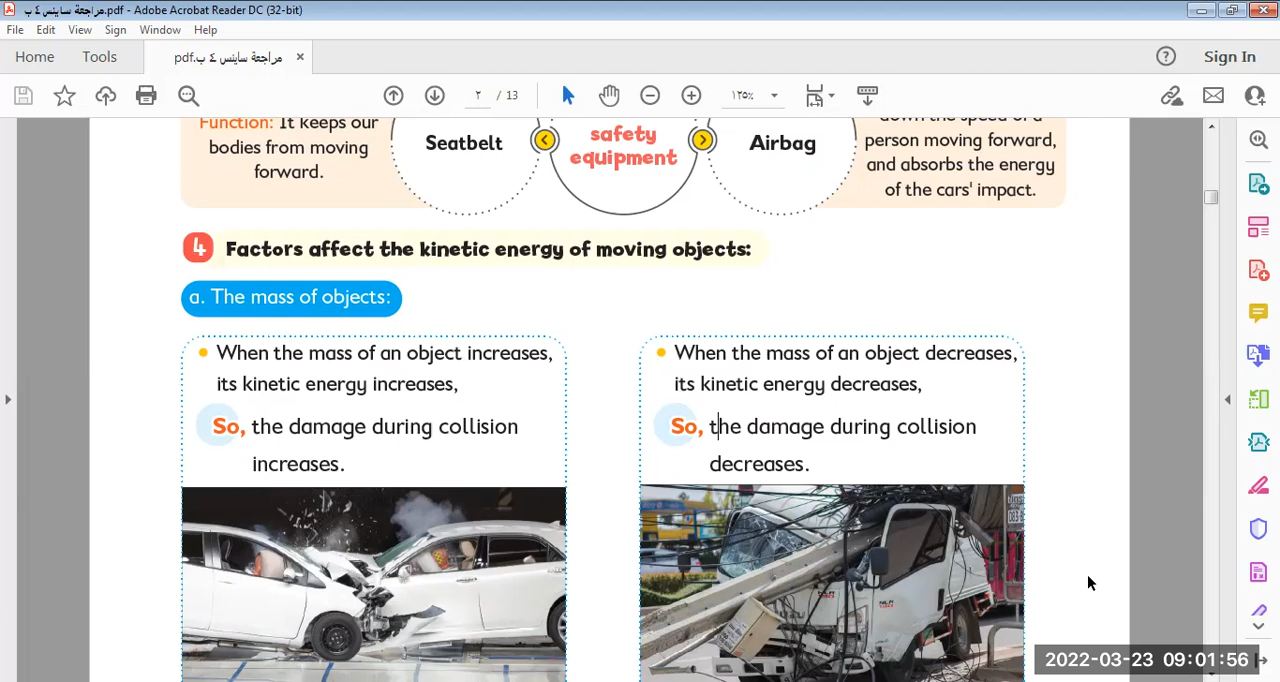 مراجعة ساينس ٤ ب.pdf - Adobe Acrobat Reader DC (32-bit)
File Edit View Sign Window Help
Home Tools مراجعة ساينس ٤ ب.pdf × Sign In
٢ / 13 ١٢٥%
Function: It keeps our
bodies from moving
forward.
Seatbelt
safety
equipment
Airbag
down the speed of a
person moving forward,
and absorbs the energy
of the cars' impact.
4 Factors affect the kinetic energy of moving objects:
a. The mass of objects:
When the mass of an object increases,
its kinetic energy increases,
So, the damage during collision
increases.
When the mass of an object decreases,
its kinetic energy decreases,
So, the damage during collision
decreases.
2022-03-23 09:01:56